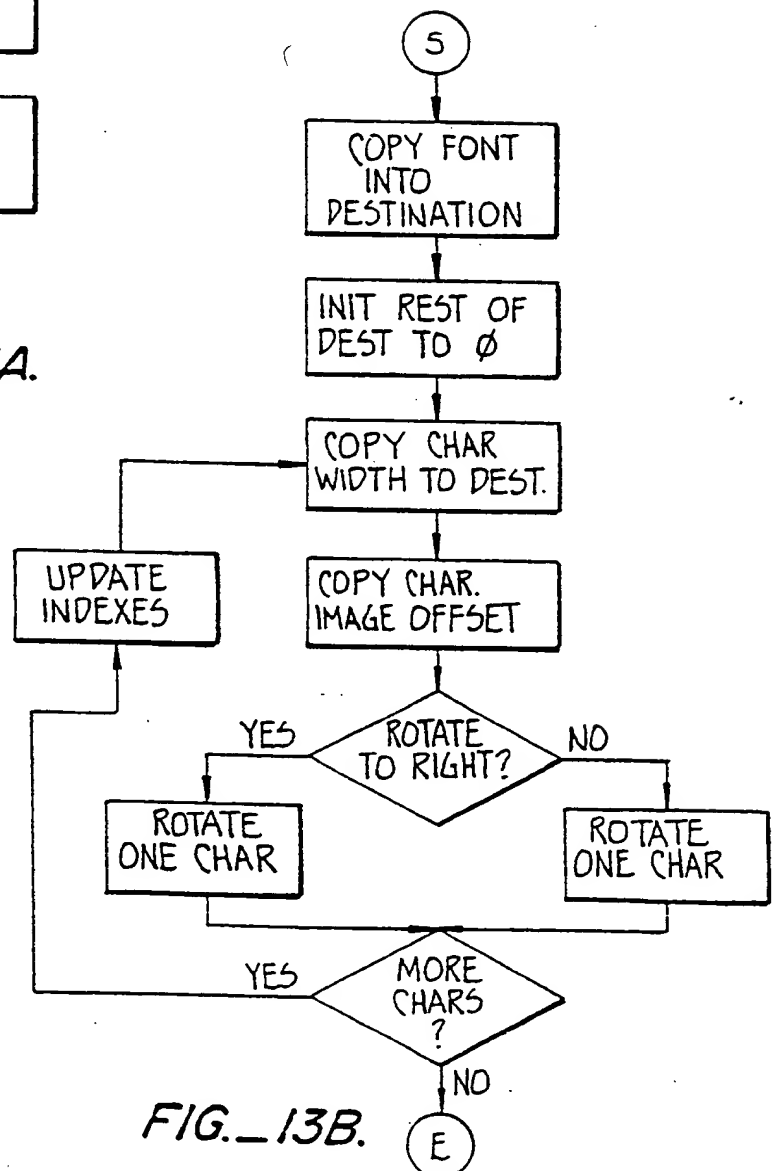 S
COPY FONT
INTO
DESTINATION
INIT REST OF
DEST TO Ø
A.
COPY CHAR
WIDTH TO DEST.
UPDATE
INDEXES
COPY CHAR.
IMAGE OFFSET
YES
ROTATE
TO RIGHT?
NO
ROTATE
ONE CHAR
ROTATE
ONE CHAR
YES
MORE
CHARS
?
NO
FIG._13B.
E